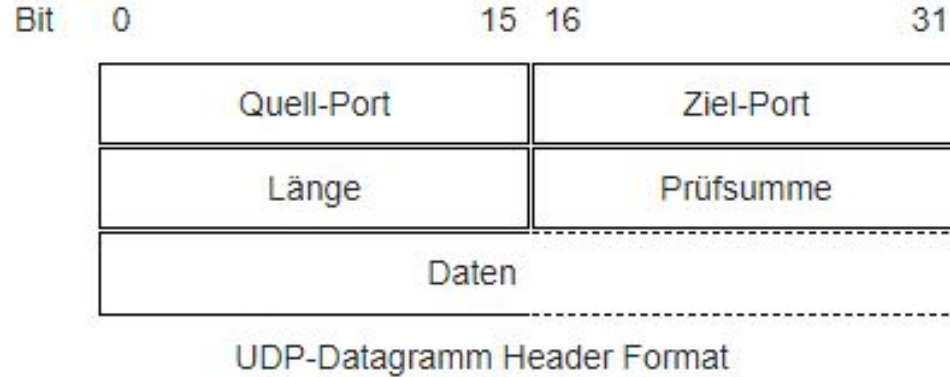 Bit 0 15 16 31
Quell-Port Ziel-Port
Länge Prüfsumme
Daten
UDP-Datagramm Header Format